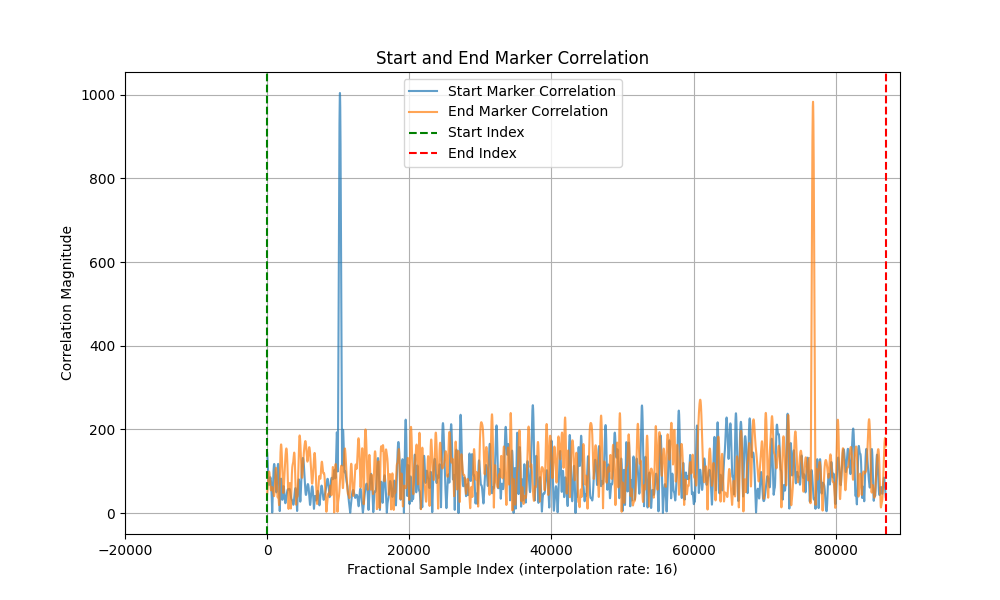 Start and End Marker Correlation
Start Marker Correlation
End Marker Correlation
Start Index
End Index
1000
800
600
400
200
0
Correlation Magnitude
−20000
0
20000
40000
60000
80000
Fractional Sample Index (interpolation rate: 16)